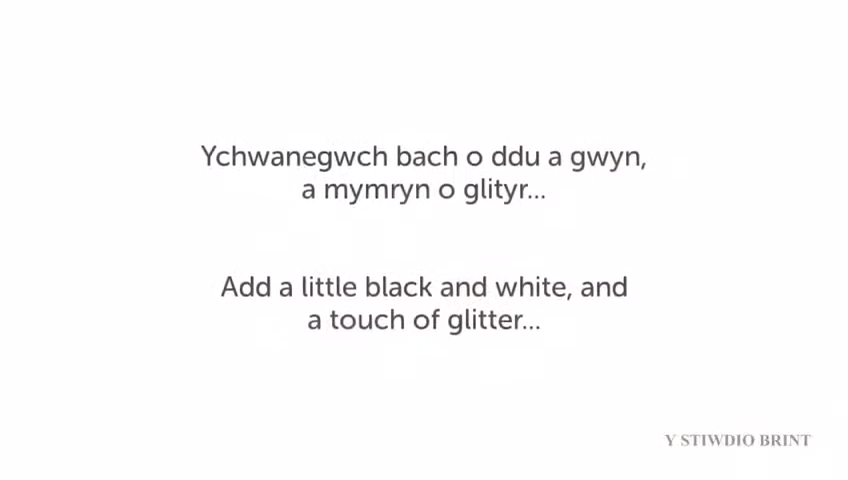 Ychwanegwch bach o ddu a gwyn,
a mymryn o glityr...
Add a little black and white, and
a touch of glitter...
Y STIWDIO BRINT